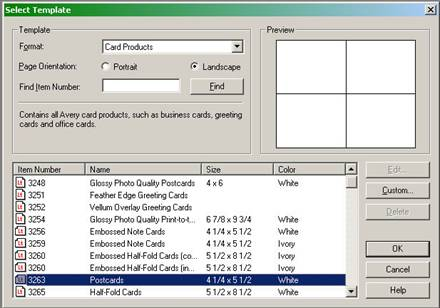 Select Template
Template
Format: Card Products
Page Orientation: Portrait Landscape
Find Item Number: Find
Contains all Avery card products, such as business cards, greeting
cards and office cards.
Preview
Item Number Name Size Color
3248 Glossy Photo Quality Postcards 4 x 6 White
3251 Feather Edge Greeting Cards
3252 Vellum Overlay Greeting Cards
3254 Glossy Photo Quality Print-to-t... 6 7/8 x 9 3/4 White
3256 Embossed Note Cards 4 1/4 x 5 1/2 White
3259 Embossed Note Cards 4 1/4 x 5 1/2 Ivory
3260 Embossed Half-Fold Cards (co... 5 1/2 x 8 1/2 Ivory
3260 Embossed Half-Fold Cards (in... 5 1/2 x 8 1/2 Ivory
3263 Postcards 4 1/4 x 5 1/2 White
3265 Half-Fold Cards 5 1/2 x 8 1/2 White
Edit...
Custom...
Delete
OK
Cancel
Help